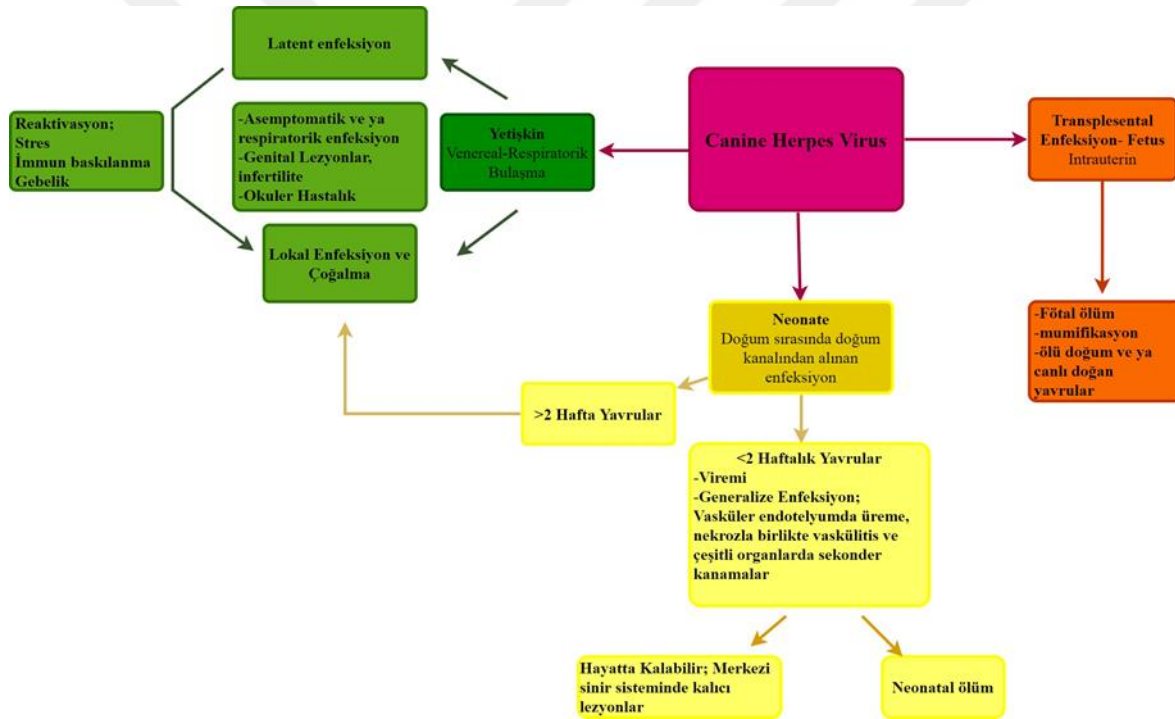 Latent enfeksiyon
Reaktivasyon;
Stres
İmmun baskılanma
Gebelik
-Asemptomatik ve ya
respiratorik enfeksiyon
-Genital Lezyonlar,
infertilite
-Okuler Hastalık
Yetişkin
Venereal-Respiratorik
Bulaşma
Canine Herpes Virus
Transplesental
Enfeksiyon- Fetus
Intrauterin
Lokal Enfeksiyon ve
Çoğalma
Neonate
Doğum sırasında doğum
kanalından alınan
enfeksiyon
-Fötal ölüm
-mumifikasyon
-ölü doğum ve ya
canlı doğan
yavrular
>2 Hafta Yavrular
<2 Haftalık Yavrular
-Viremi
-Generalize Enfeksiyon;
Vasküler endotelyumda üreme,
nekrozla birlikte vaskülitis ve
çeşitli organlarda sekonder
kanamalar
Hayatta Kalabilir; Merkezi
sinir sisteminde kalıcı
lezyonlar
Neonatal ölüm